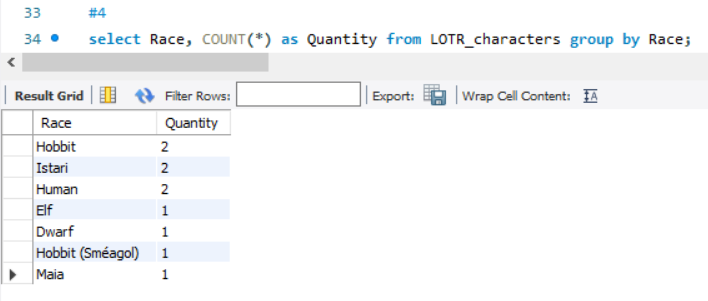 33 #4
34 select Race, COUNT(*) as Quantity from LOTR_characters group by Race;
Result Grid Filter Rows: Export: Wrap Cell Content: IA
Race Quantity
Hobbit 2
Istari 2
Human 2
Elf 1
Dwarf 1
Hobbit (Sméagol) 1
Maia 1